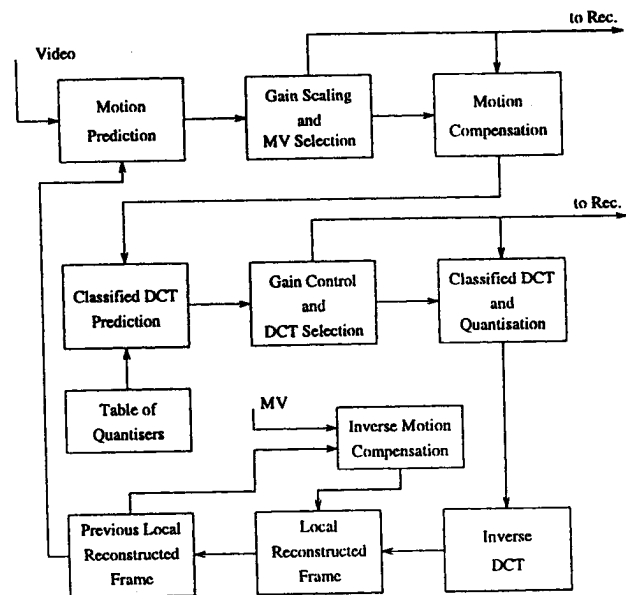 to Rec.
Video
Motion
Prediction
Gain Scaling
and
MV Selection
Motion
Compensation
to Rec.
Classified DCT
Prediction
Gain Control
and
DCT Selection
Classified DCT
and
Quantisation
Table of
Quantisers
MV
Inverse Motion
Compensation
Previous Local
Reconstructed
Frame
Local
Reconstructed
Frame
Inverse
DCT